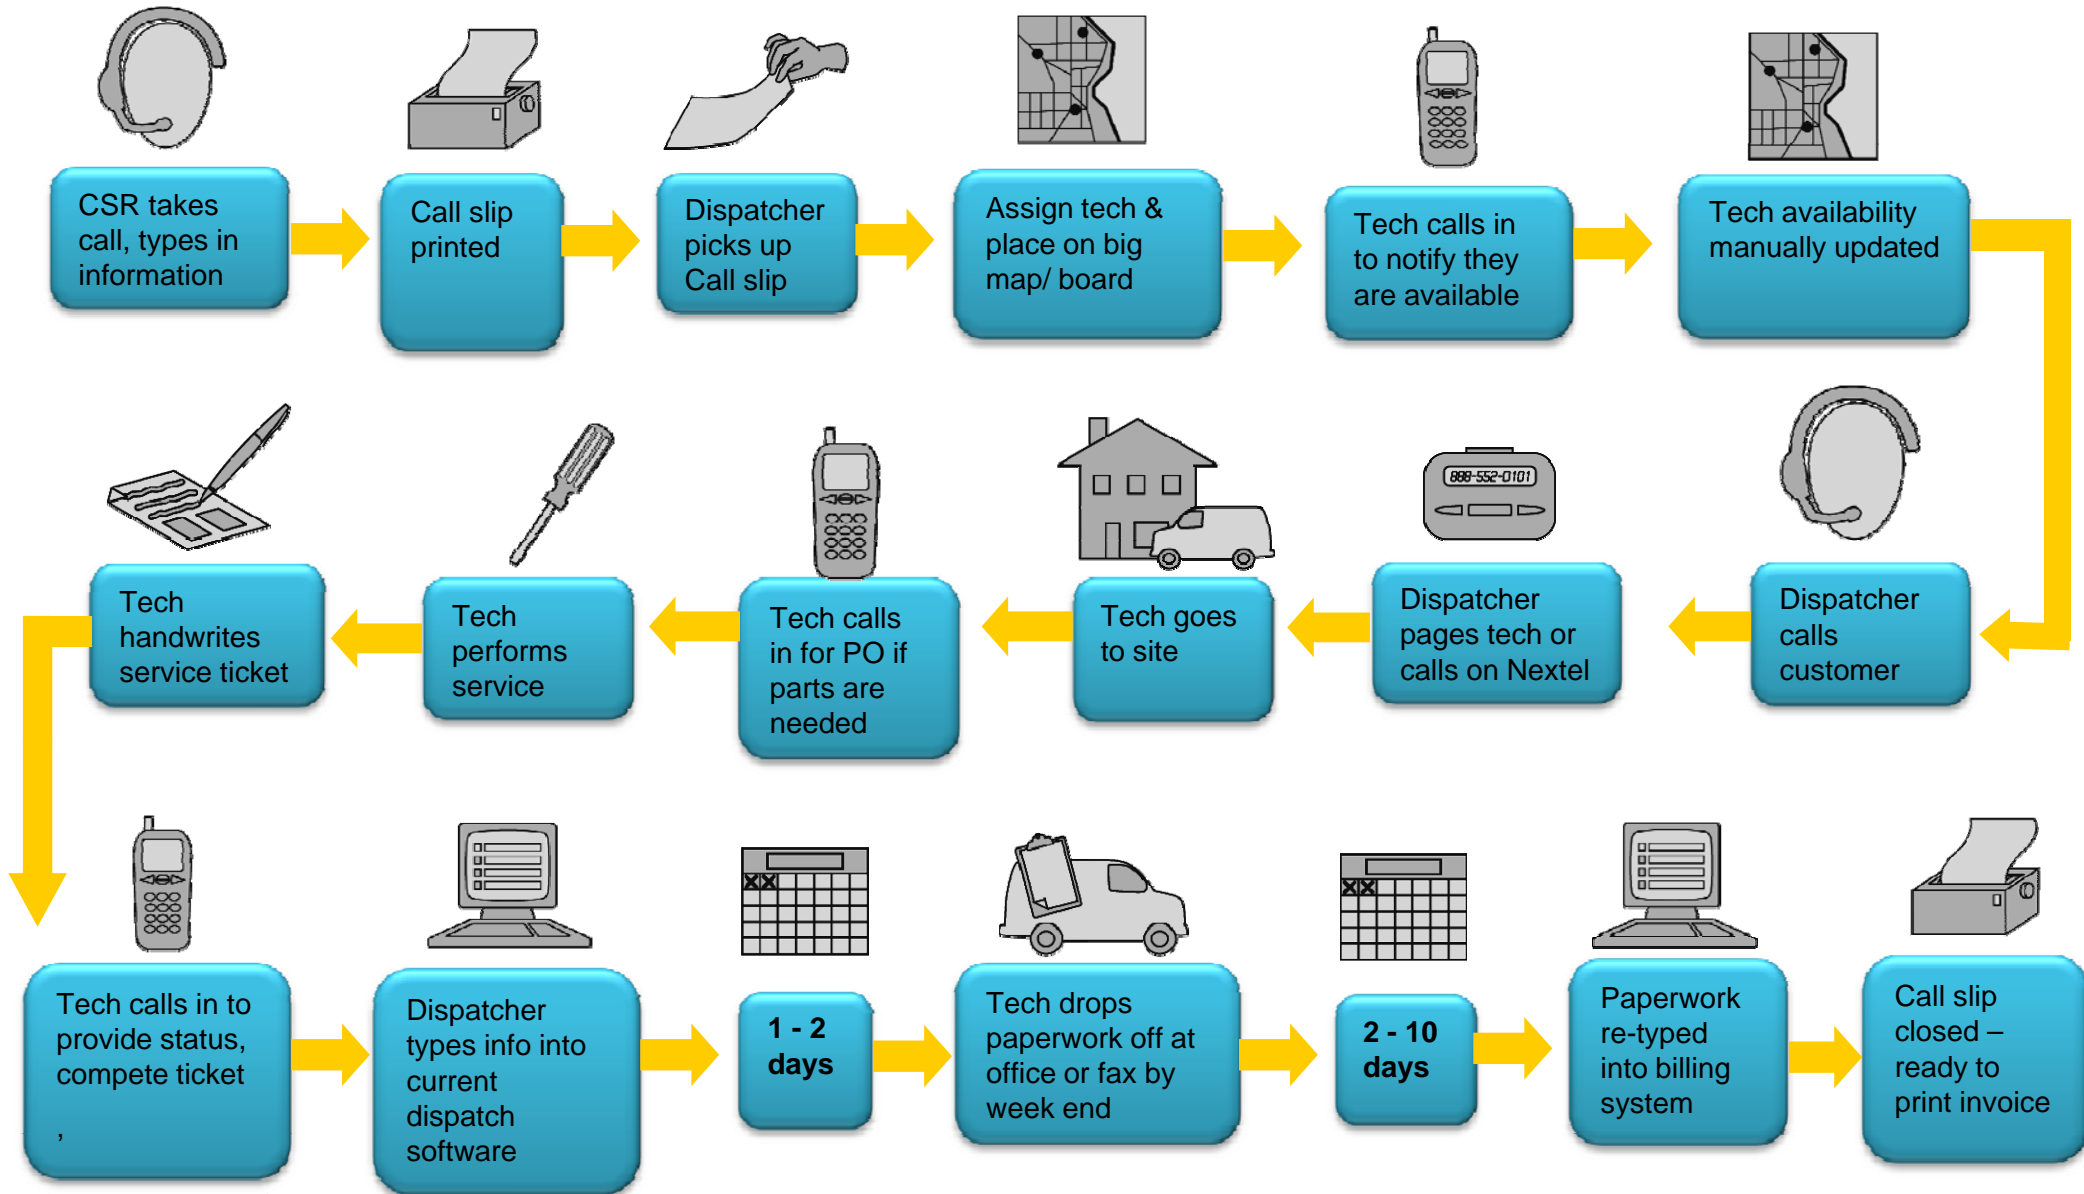 CSR takes
call, types in
information
Call slip
printed
Dispatcher
picks up
Call slip
Assign tech &
place on big
map/ board
Tech calls in
to notify they
are available
Tech availability
manually updated
888-552-0101
Dispatcher
calls
customer
Dispatcher
pages tech or
calls on Nextel
Tech goes
to site
Tech calls
in for PO if
parts are
needed
Tech
performs
service
Tech
handwrites
service ticket
Tech calls in to
provide status,
compete ticket
,
Dispatcher
types info into
current
dispatch
software
1 - 2
days
Tech drops
paperwork off at
office or fax by
week end
2 - 10
days
Paperwork
re-typed
into billing
system
Call slip
closed –
ready to
print invoice